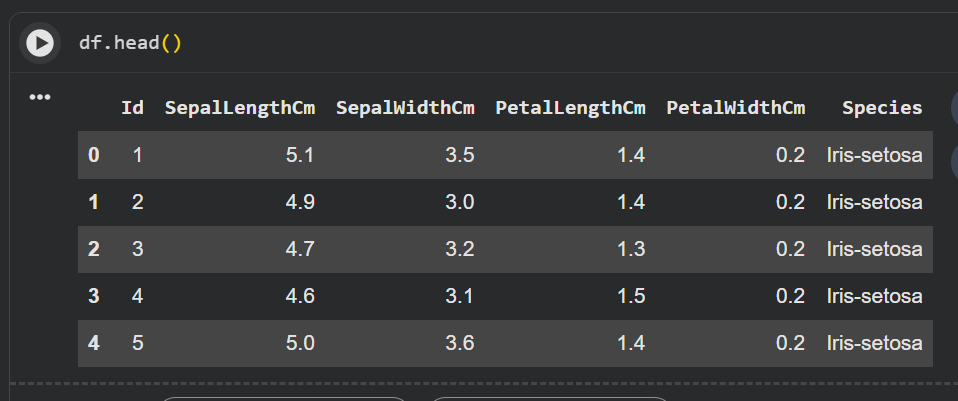 df.head()
Id SepalLengthCm SepalWidthCm PetalLengthCm PetalWidthCm Species
0 1 5.1 3.5 1.4 0.2 Iris-setosa
1 2 4.9 3.0 1.4 0.2 Iris-setosa
2 3 4.7 3.2 1.3 0.2 Iris-setosa
3 4 4.6 3.1 1.5 0.2 Iris-setosa
4 5 5.0 3.6 1.4 0.2 Iris-setosa